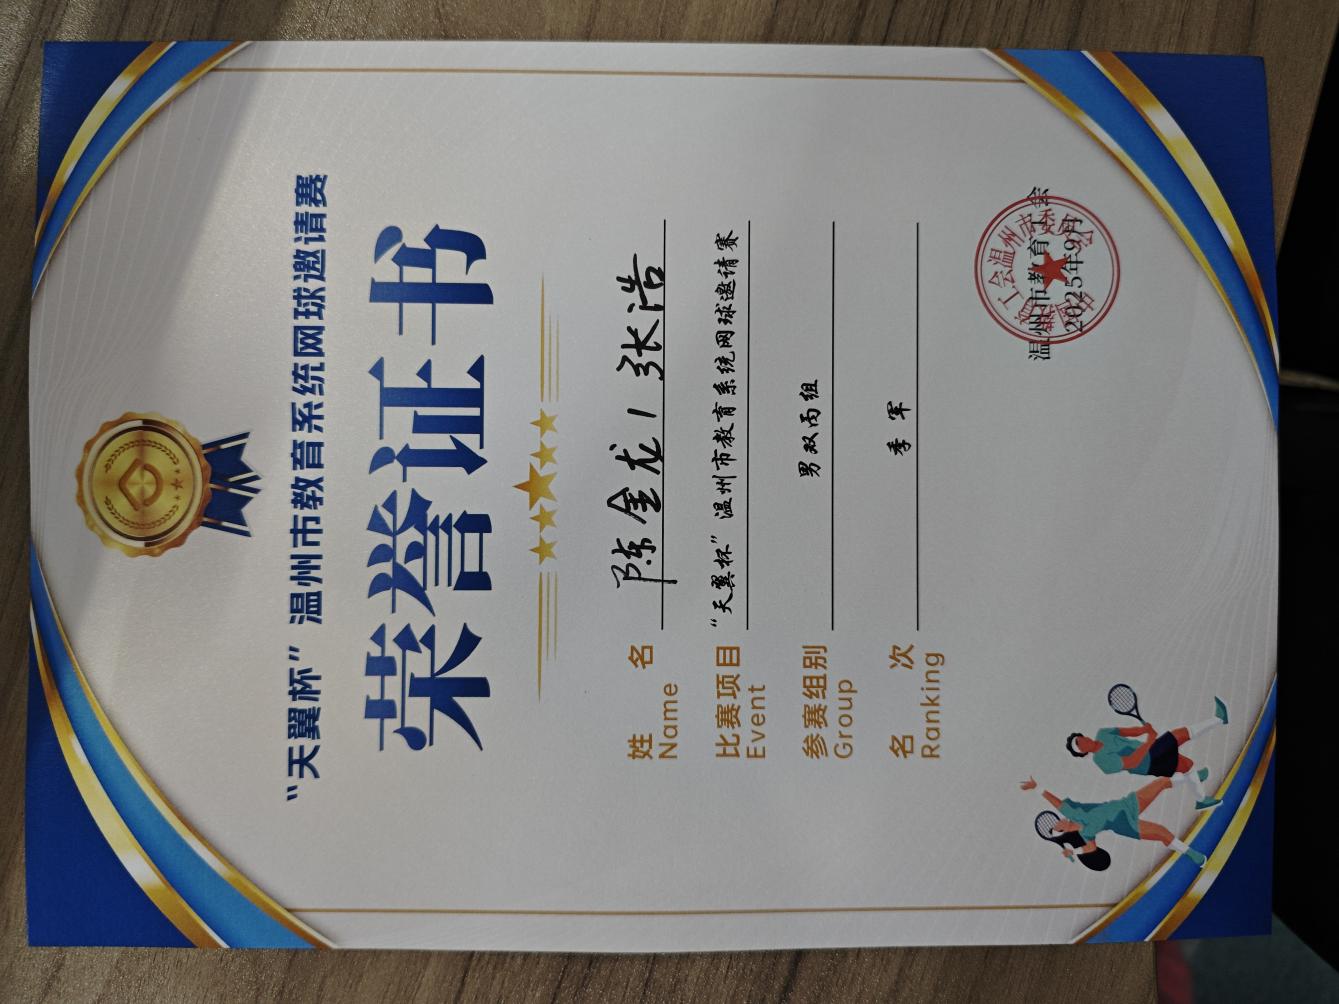 “天翼杯”温州市教育系统网球邀请赛
荣誉证书
姓名 陈金龙/张浩
Name
比赛项目 “天翼杯”温州市教育系统网球邀请赛
Event
参赛组别 男双丙组
Group
名次 季军
Ranking
温州市教育工会
2025年9月